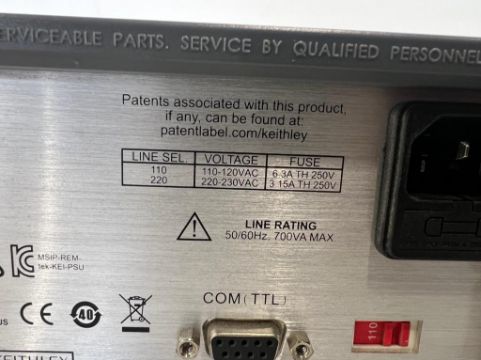 SERVICEABLE PARTS. SERVICE BY QUALIFIED PERSONNEL
Patents associated with this product,
if any, can be found at:
patentlabel.com/keithley
LINE SEL. VOLTAGE FUSE
110 110-120VAC 6.3A TH 250V
220 220-230VAC 3.15A TH 250V
LINE RATING
50/60Hz, 700VA MAX
MSIP-REM-
tek-KEI-PSU
CE 40
us
COM (TTL)
110
KEITHLEY